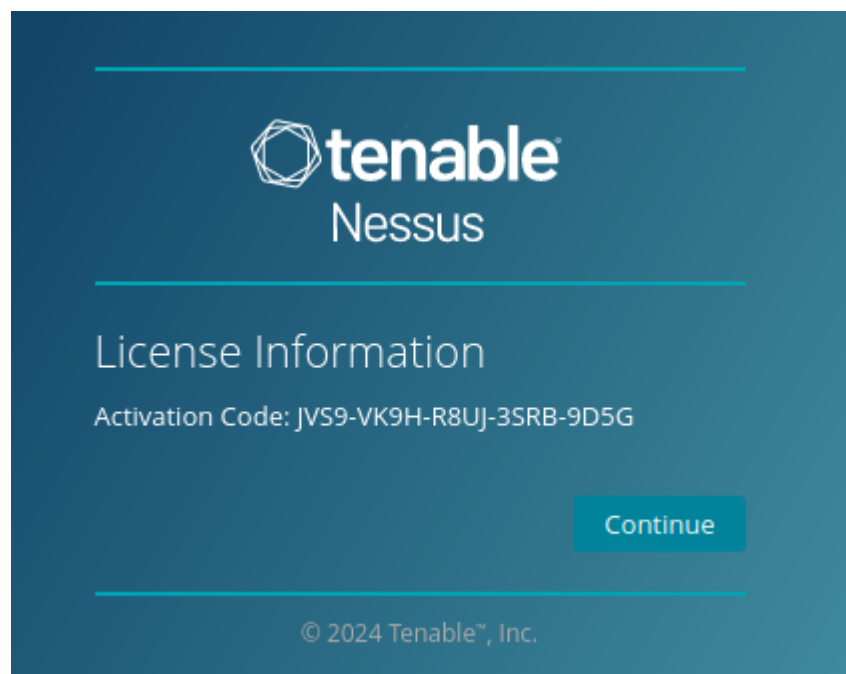 tenable
Nessus
License Information
Activation Code: JVS9-VK9H-R8UJ-3SRB-9D5G
Continue
© 2024 Tenable™, Inc.